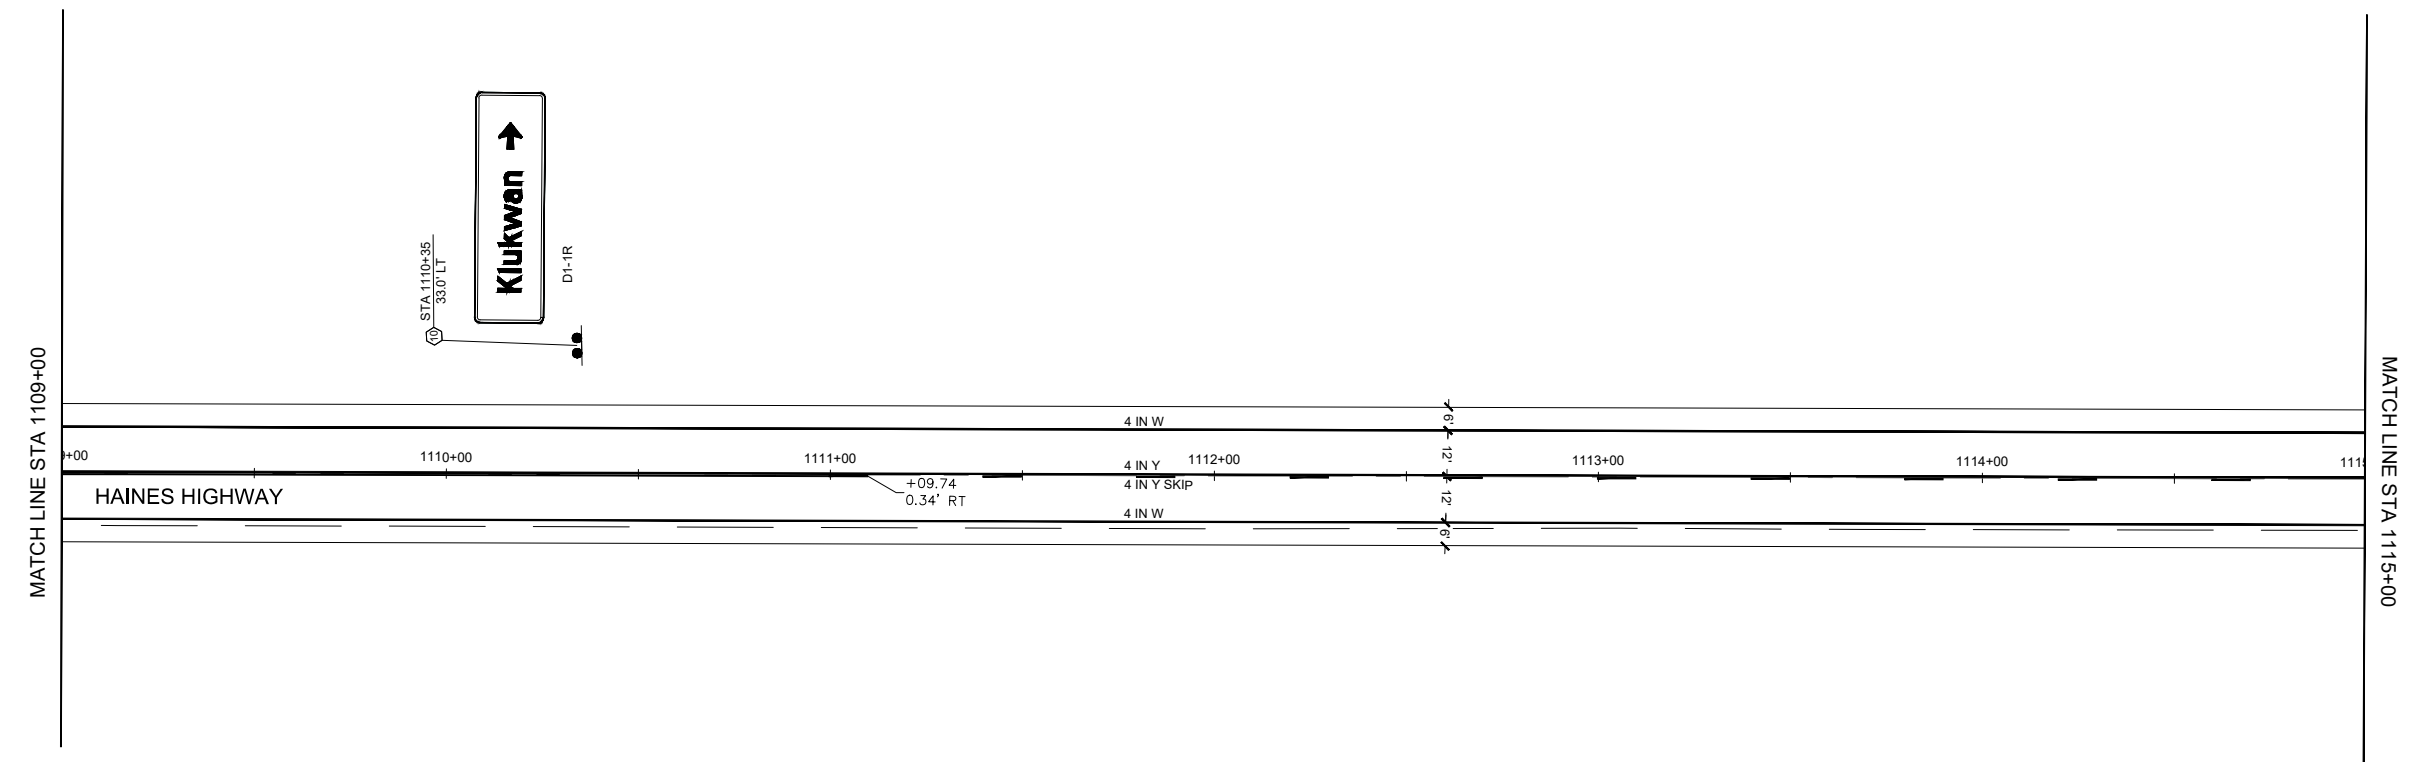 MATCH LINE STA 1109+00
STA 1110+35
33.0' LT
10
Klukwan
D1-1R
4 IN W
6'
9+00
1110+00
1111+00
4 IN Y
1112+00
12'
1113+00
1114+00
1115
HAINES HIGHWAY
+09.74
0.34' RT
4 IN Y SKIP
12'
4 IN W
6'
MATCH LINE STA 1115+00